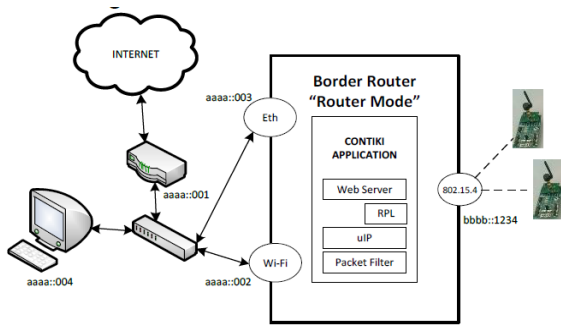 INTERNET
aaaa::003
Eth
aaaa::001
aaaa::004
aaaa::002
Wi-Fi
Border Router
“Router Mode”
CONTIKI
APPLICATION
Web Server
RPL
uIP
Packet Filter
802.15.4
bbbb::1234